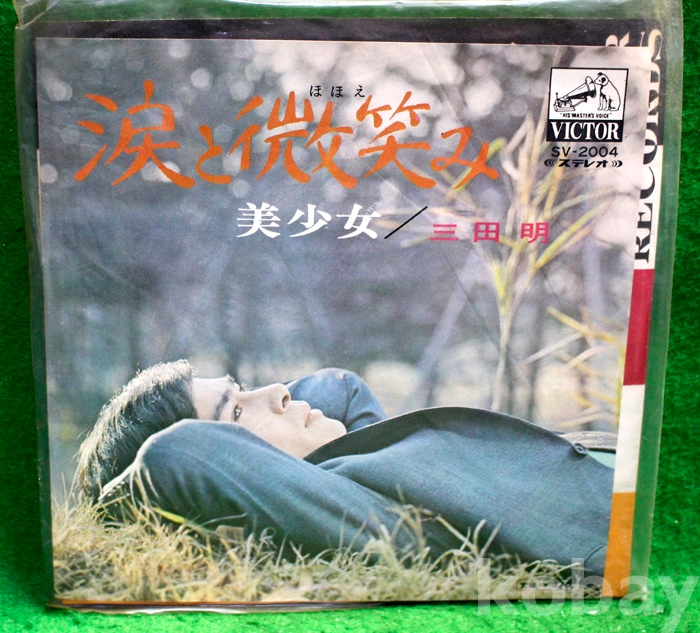 ほほえ
涙と微笑み
美少女／三田明
"HIS MASTER'S VOICE"
VICTOR
SV-2004
ステレオ
RECORDS
kobay